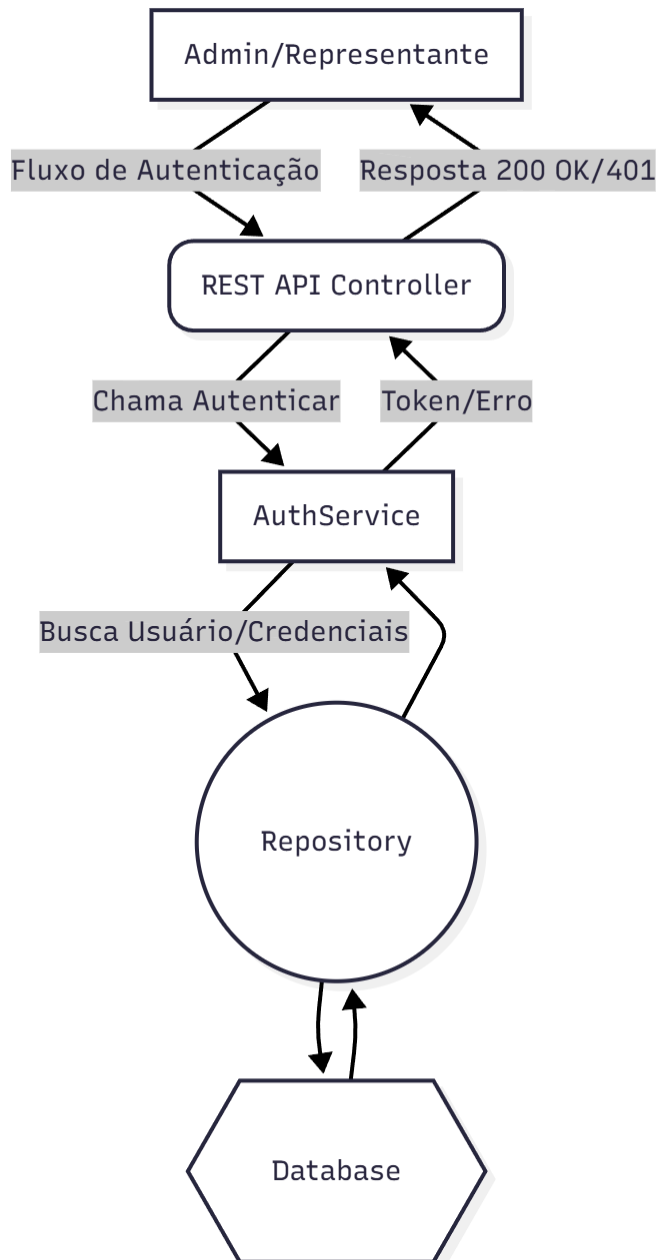 Admin/Representante
Fluxo de Autenticação
Resposta 200 OK/401
REST API Controller
Chama Autenticar
Token/Erro
AuthService
Busca Usuário/Credenciais
Repository
Database